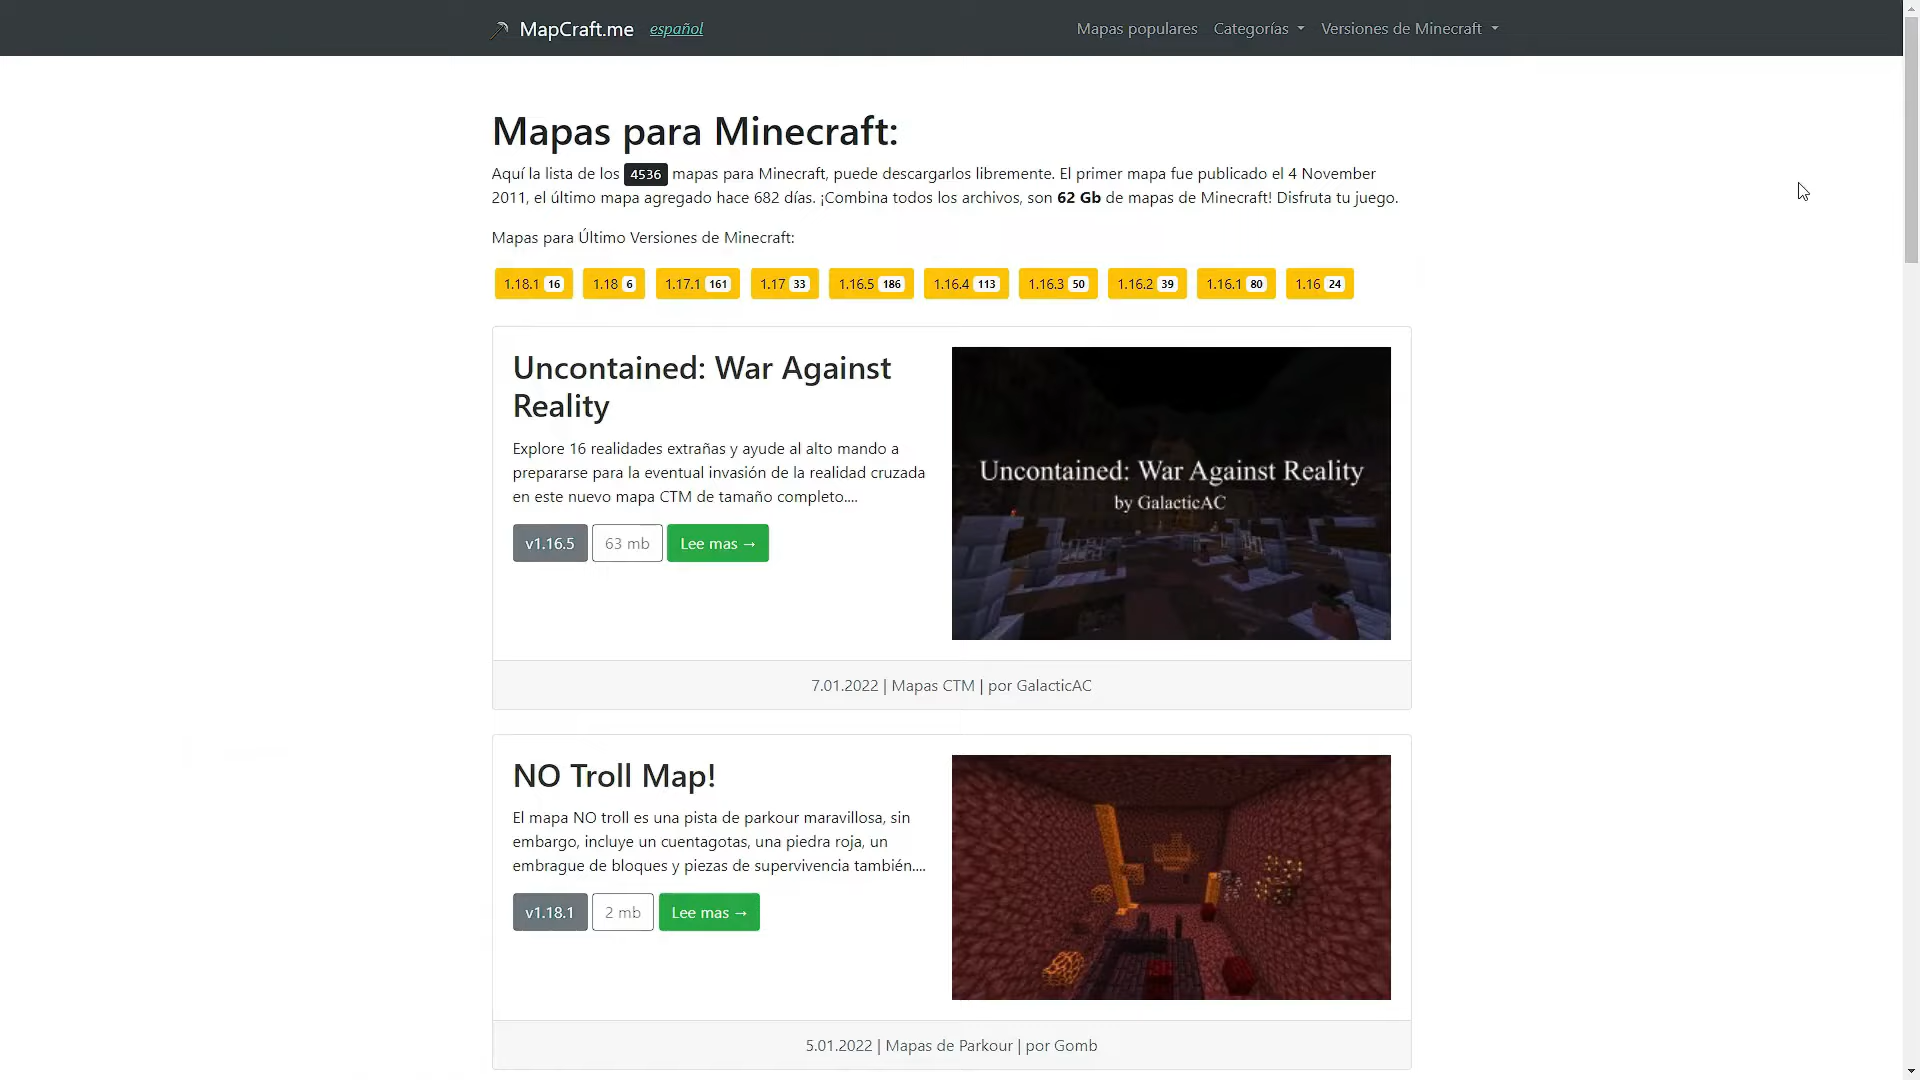 MapCraft.me español Mapas populares Categorías Versiones de Minecraft
Mapas para Minecraft:
Aquí la lista de los 4536 mapas para Minecraft, puede descargarlos libremente. El primer mapa fue publicado el 4 November
2011, el último mapa agregado hace 682 días. ¡Combina todos los archivos, son 62 Gb de mapas de Minecraft! Disfruta tu juego.
Mapas para Último Versiones de Minecraft:
1.18.1 16 1.18 6 1.17.1 161 1.17 33 1.16.5 186 1.16.4 113 1.16.3 50 1.16.2 39 1.16.1 80 1.16 24
Uncontained: War Against
Reality
Explore 16 realidades extrañas y ayude al alto mando a
prepararse para la eventual invasión de la realidad cruzada
en este nuevo mapa CTM de tamaño completo....
v1.16.5 63 mb Lee mas →
Uncontained: War Against Reality
by GalacticAC
7.01.2022 | Mapas CTM | por GalacticAC
NO Troll Map!
El mapa NO troll es una pista de parkour maravillosa, sin
embargo, incluye un cuentagotas, una piedra roja, un
embrague de bloques y piezas de supervivencia también....
v1.18.1 2 mb Lee mas →
5.01.2022 | Mapas de Parkour | por Gomb